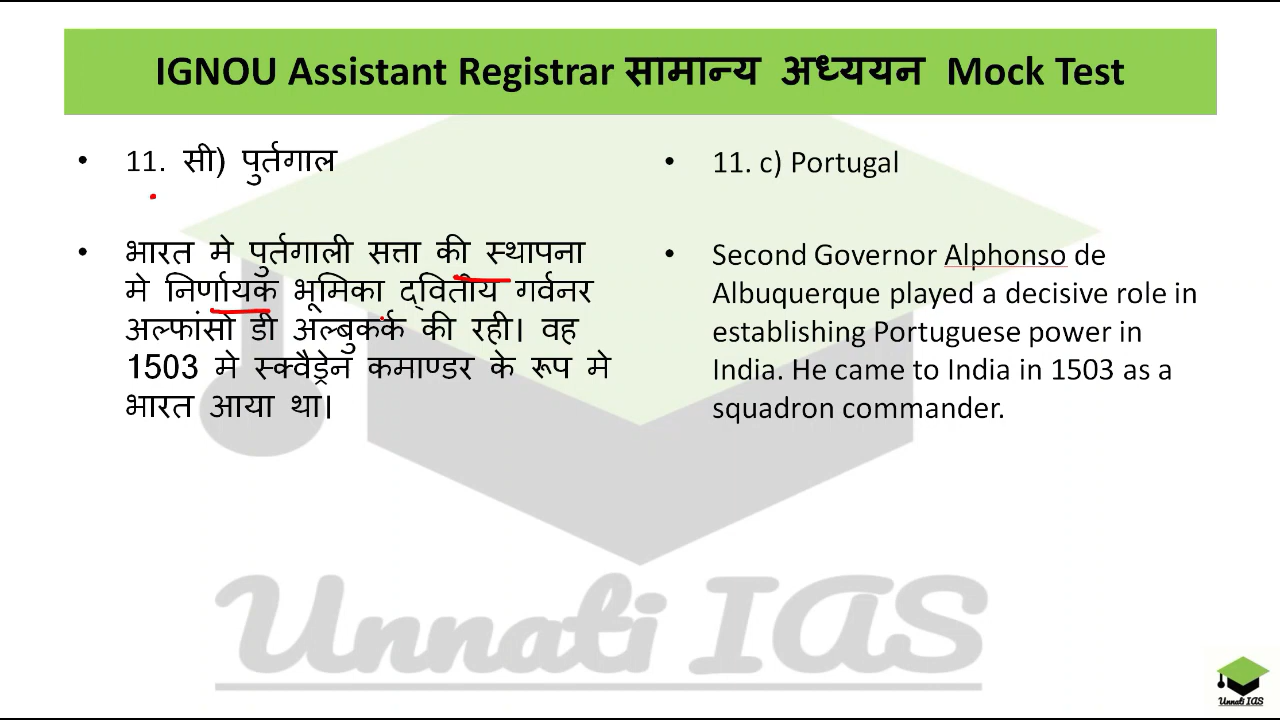 IGNOU Assistant Registrar सामान्य अध्ययन Mock Test
• 11. सी) पुर्तगाल
• भारत मे पुर्तगाली सत्ता की स्थापना
मे निर्णायक भूमिका द्वितीय गर्वनर
अल्फांसो डी अल्बुकर्क की रही। वह
1503 मे स्क्वैड्रेन कमाण्डर के रूप मे
भारत आया था।
• 11. c) Portugal
• Second Governor Alphonso de
Albuquerque played a decisive role in
establishing Portuguese power in
India. He came to India in 1503 as a
squadron commander.
Unnati IAS
Unnati IAS